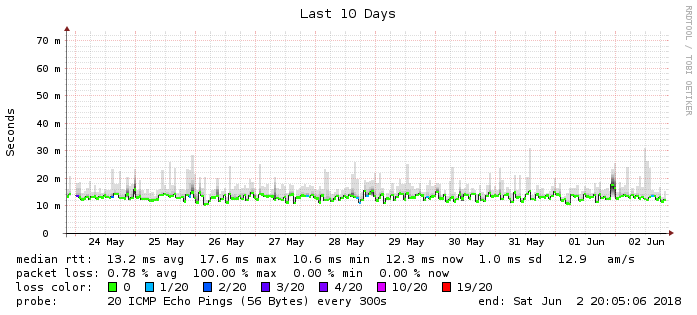 Last 10 Days
RRDTOOL / TOBI OETIKER
Seconds
70 m
60 m
50 m
40 m
30 m
20 m
10 m
0
24 May 25 May 26 May 27 May 28 May 29 May 30 May 31 May 01 Jun 02 Jun
median rtt: 13.2 ms avg 17.6 ms max 10.6 ms min 12.3 ms now 1.0 ms sd 12.9 am/s
packet loss: 0.78 % avg 100.00 % max 0.00 % min 0.00 % now
loss color: 0 1/20 2/20 3/20 4/20 10/20 19/20
probe: 20 ICMP Echo Pings (56 Bytes) every 300s end: Sat Jun 2 20:05:06 2018